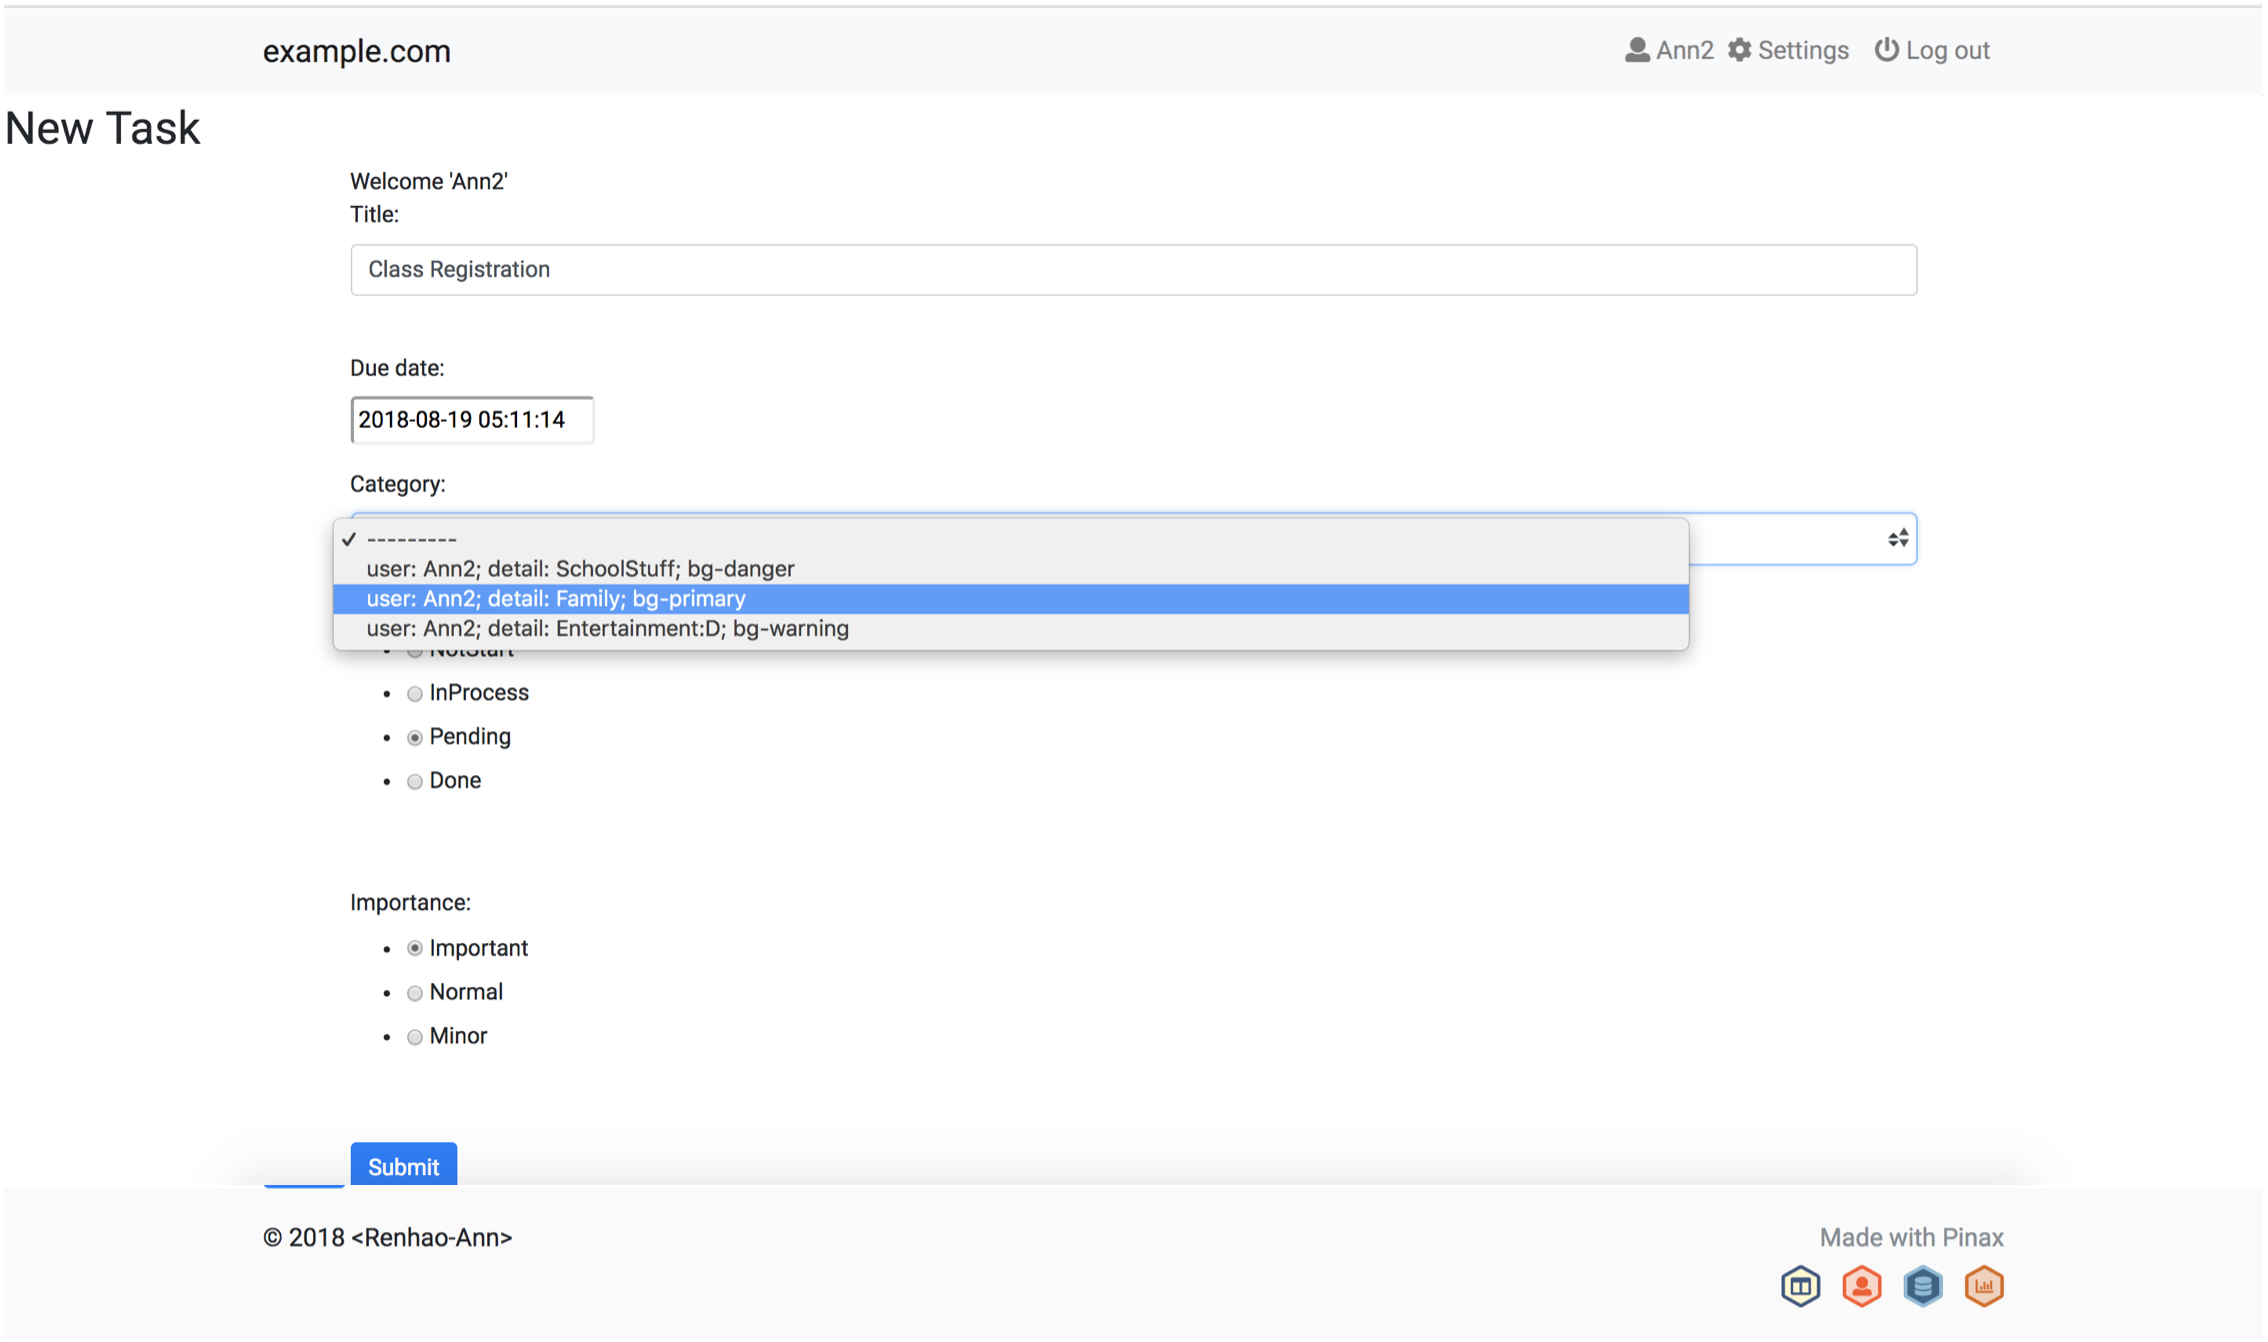 example.com
Ann2 Settings Log out
New Task
Welcome 'Ann2'
Title:
Class Registration
Due date:
2018-08-19 05:11:14
Category:
✓ ---------
user: Ann2; detail: SchoolStuff; bg-danger
user: Ann2; detail: Family; bg-primary
user: Ann2; detail: Entertainment:D; bg-warning
NotStart
InProcess
Pending
Done
Importance:
Important
Normal
Minor
Submit
© 2018 <Renhao-Ann>
Made with Pinax